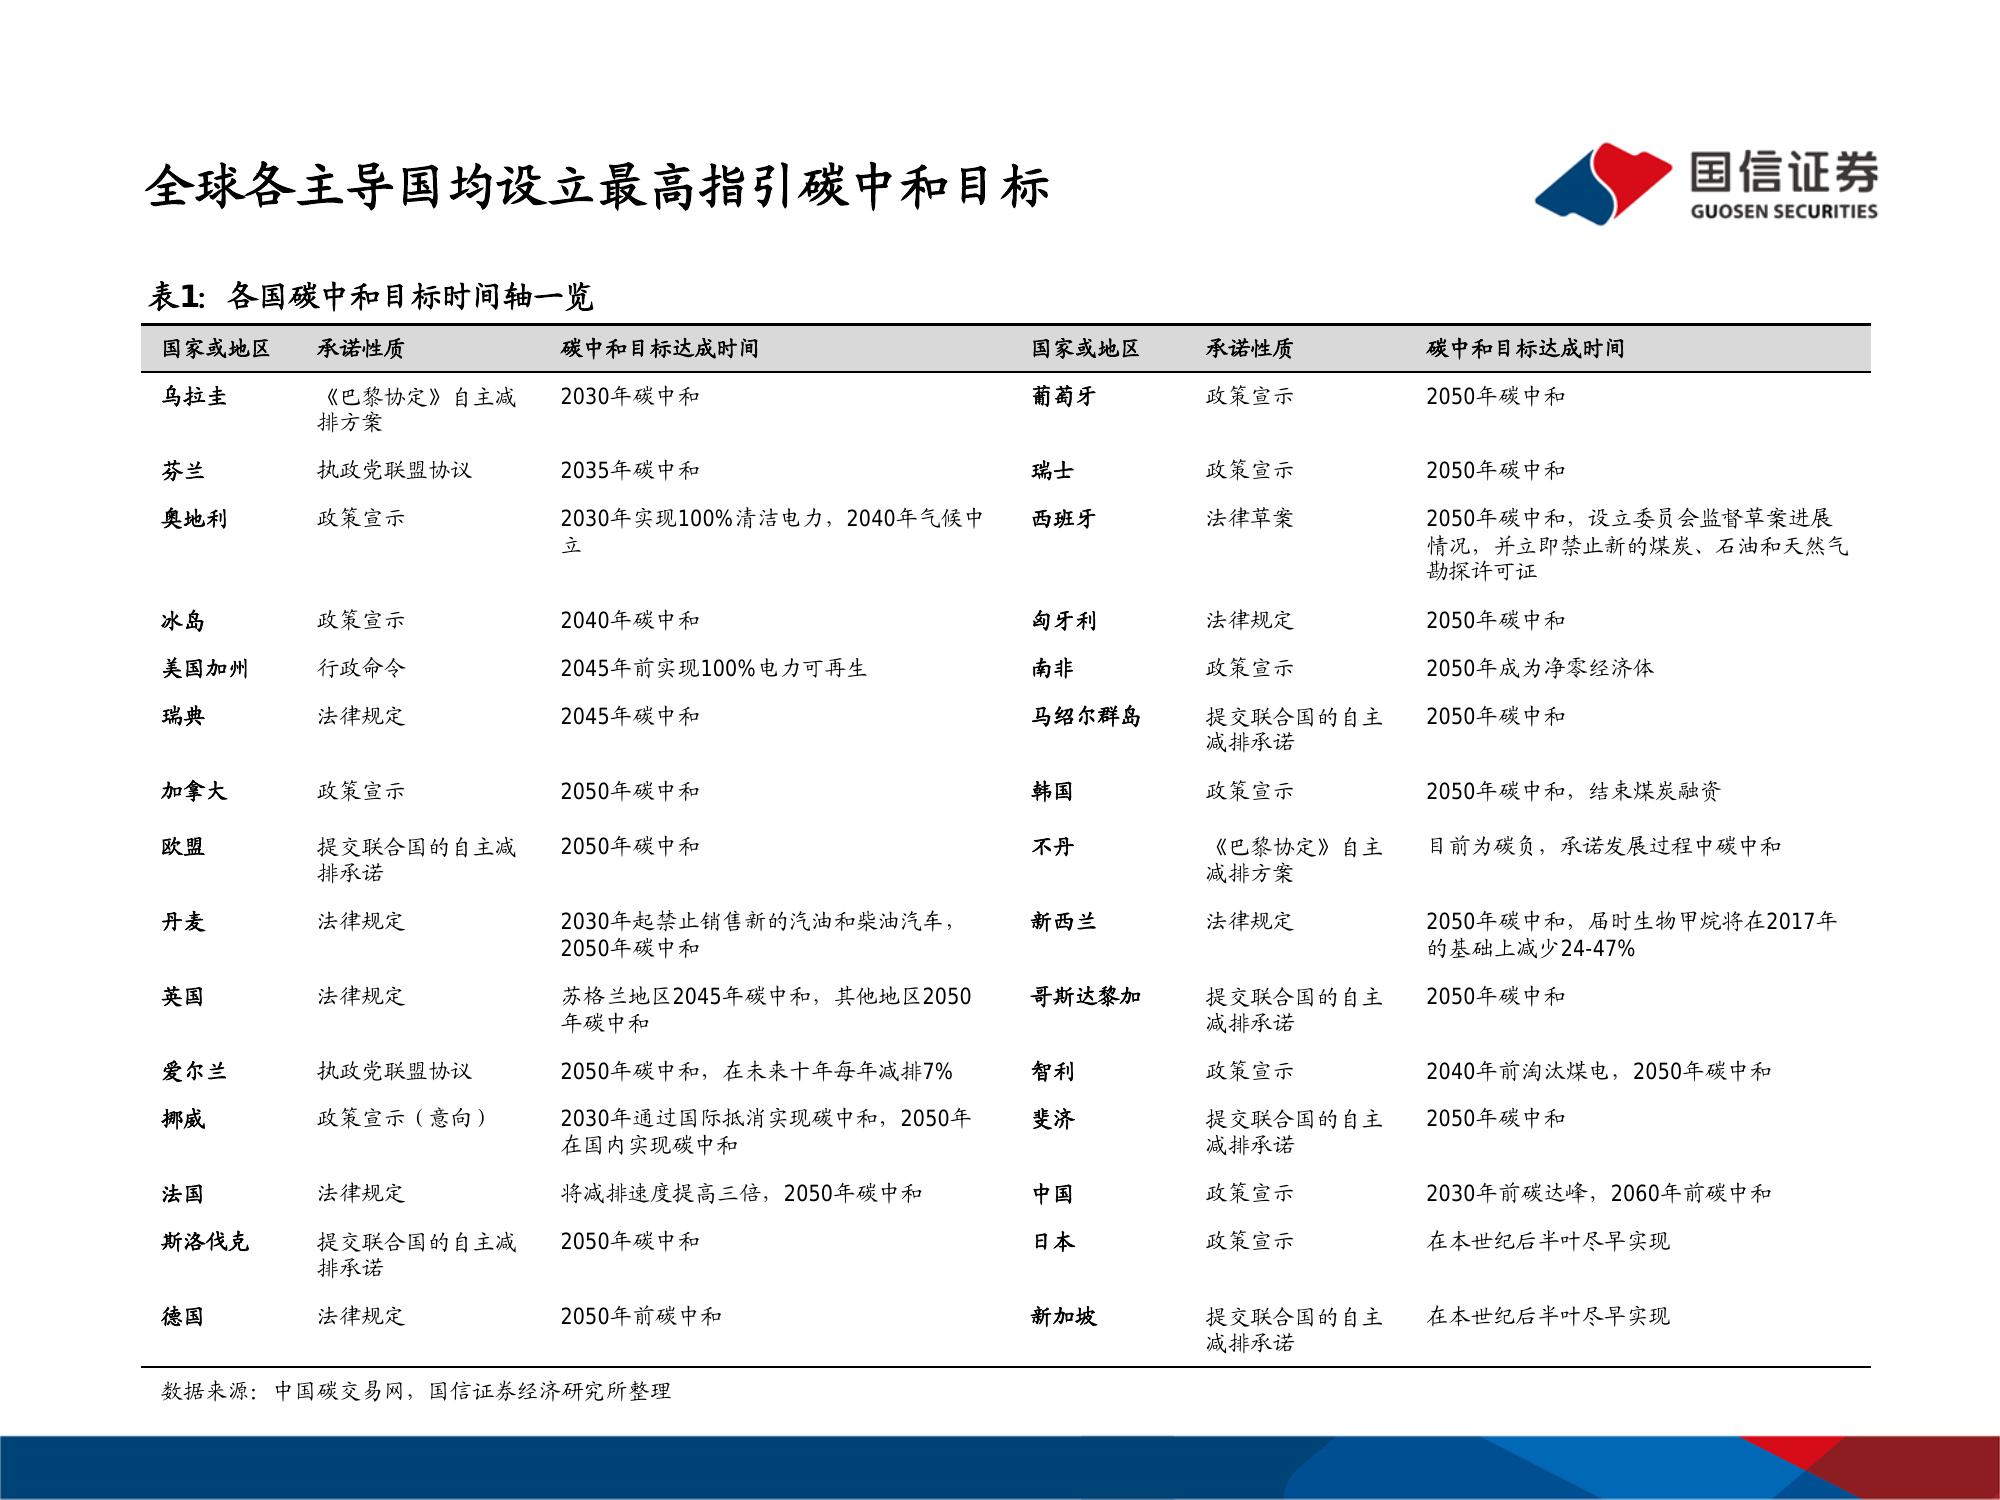 全球各主导国均设立最高指引碳中和目标
国信证券
GUOSEN SECURITIES
表1: 各国碳中和目标时间轴一览
国家或地区 承诺性质 碳中和目标达成时间 国家或地区 承诺性质 碳中和目标达成时间
乌拉圭 《巴黎协定》自主减 2030年碳中和 葡萄牙 政策宣示 2050年碳中和
排方案
芬兰 执政党联盟协议 2035年碳中和 瑞士 政策宣示 2050年碳中和
奥地利 政策宣示 2030年实现100%清洁电力，2040年气候中 西班牙 法律草案 2050年碳中和，设立委员会监督草案进展
立 情况，并立即禁止新的煤炭、石油和天然气
勘探许可证
冰岛 政策宣示 2040年碳中和 匈牙利 法律规定 2050年碳中和
美国加州 行政命令 2045年前实现100%电力可再生 南非 政策宣示 2050年成为净零经济体
瑞典 法律规定 2045年碳中和 马绍尔群岛 提交联合国的自主 2050年碳中和
减排承诺
加拿大 政策宣示 2050年碳中和 韩国 政策宣示 2050年碳中和，结束煤炭融资
欧盟 提交联合国的自主减 2050年碳中和 不丹 《巴黎协定》自主 目前为碳负，承诺发展过程中碳中和
排承诺 减排方案
丹麦 法律规定 2030年起禁止销售新的汽油和柴油汽车， 新西兰 法律规定 2050年碳中和，届时生物甲烷将在2017年
2050年碳中和 的基础上减少24-47%
英国 法律规定 苏格兰地区2045年碳中和，其他地区2050 哥斯达黎加 提交联合国的自主 2050年碳中和
年碳中和 减排承诺
爱尔兰 执政党联盟协议 2050年碳中和，在未来十年每年减排7% 智利 政策宣示 2040年前淘汰煤电，2050年碳中和
挪威 政策宣示（意向） 2030年通过国际抵消实现碳中和，2050年 斐济 提交联合国的自主 2050年碳中和
在国内实现碳中和 减排承诺
法国 法律规定 将减排速度提高三倍，2050年碳中和 中国 政策宣示 2030年前碳达峰，2060年前碳中和
斯洛伐克 提交联合国的自主减 2050年碳中和 日本 政策宣示 在本世纪后半叶尽早实现
排承诺
德国 法律规定 2050年前碳中和 新加坡 提交联合国的自主 在本世纪后半叶尽早实现
减排承诺
数据来源：中国碳交易网，国信证券经济研究所整理